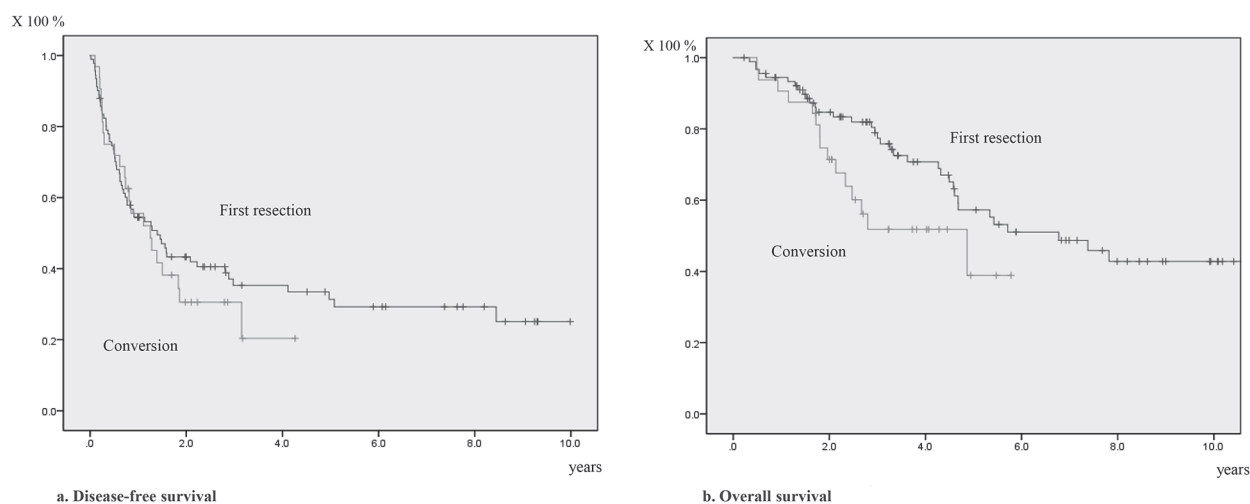 X 100 %
1.0
0.8
0.6
0.4
0.2
0.0
First resection
Conversion
.0 2.0 4.0 6.0 8.0 10.0
years
a. Disease-free survival
X 100 %
1.0
0.8
0.6
0.4
0.2
0.0
First resection
Conversion
.0 2.0 4.0 6.0 8.0 10.0
years
b. Overall survival